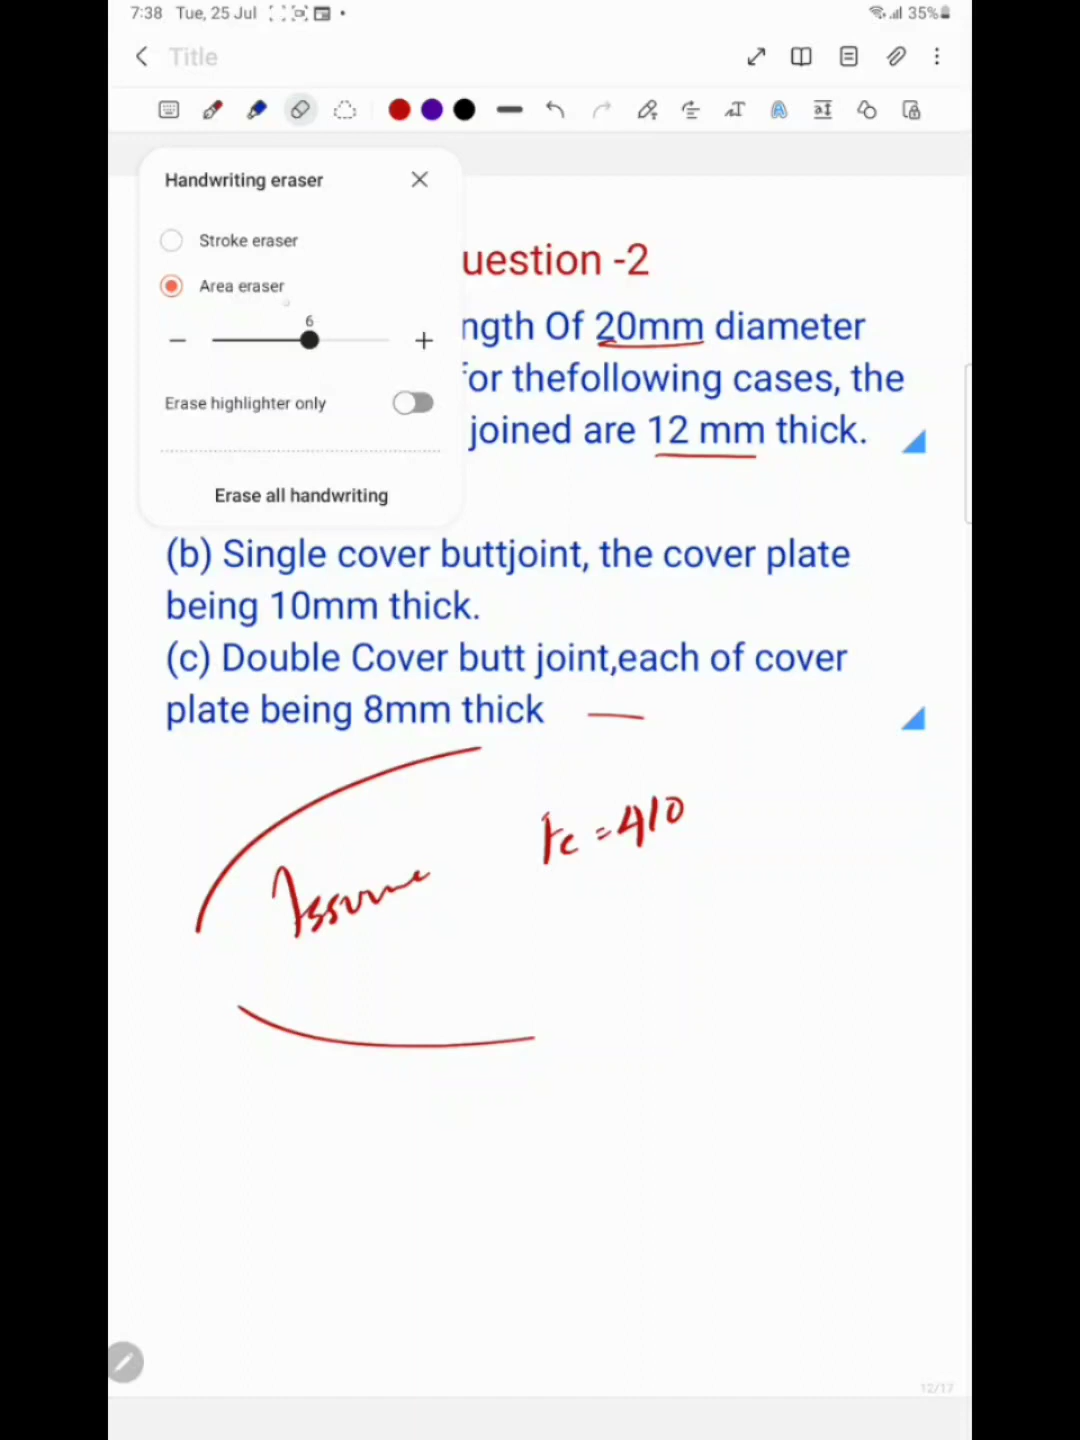 7:38 Tue, 25 Jul
35%
Title
Handwriting eraser
Stroke eraser
Area eraser
6
Erase highlighter only
Erase all handwriting
uestion -2
ngth Of 20mm diameter
for thefollowing cases, the
joined are 12 mm thick.
(b) Single cover buttjoint, the cover plate
being 10mm thick.
(c) Double Cover butt joint,each of cover
plate being 8mm thick
= 410
Assume
12/17